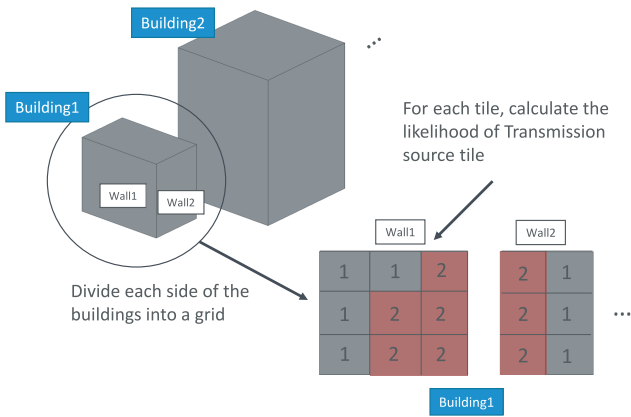 Building2
...
Building1
Wall1
Wall2
For each tile, calculate the
likelihood of Transmission
source tile
Divide each side of the
buildings into a grid
Wall1
Wall2
1 1 2
1 2 2
1 2 2
2 1
2 1
2 1
...
Building1